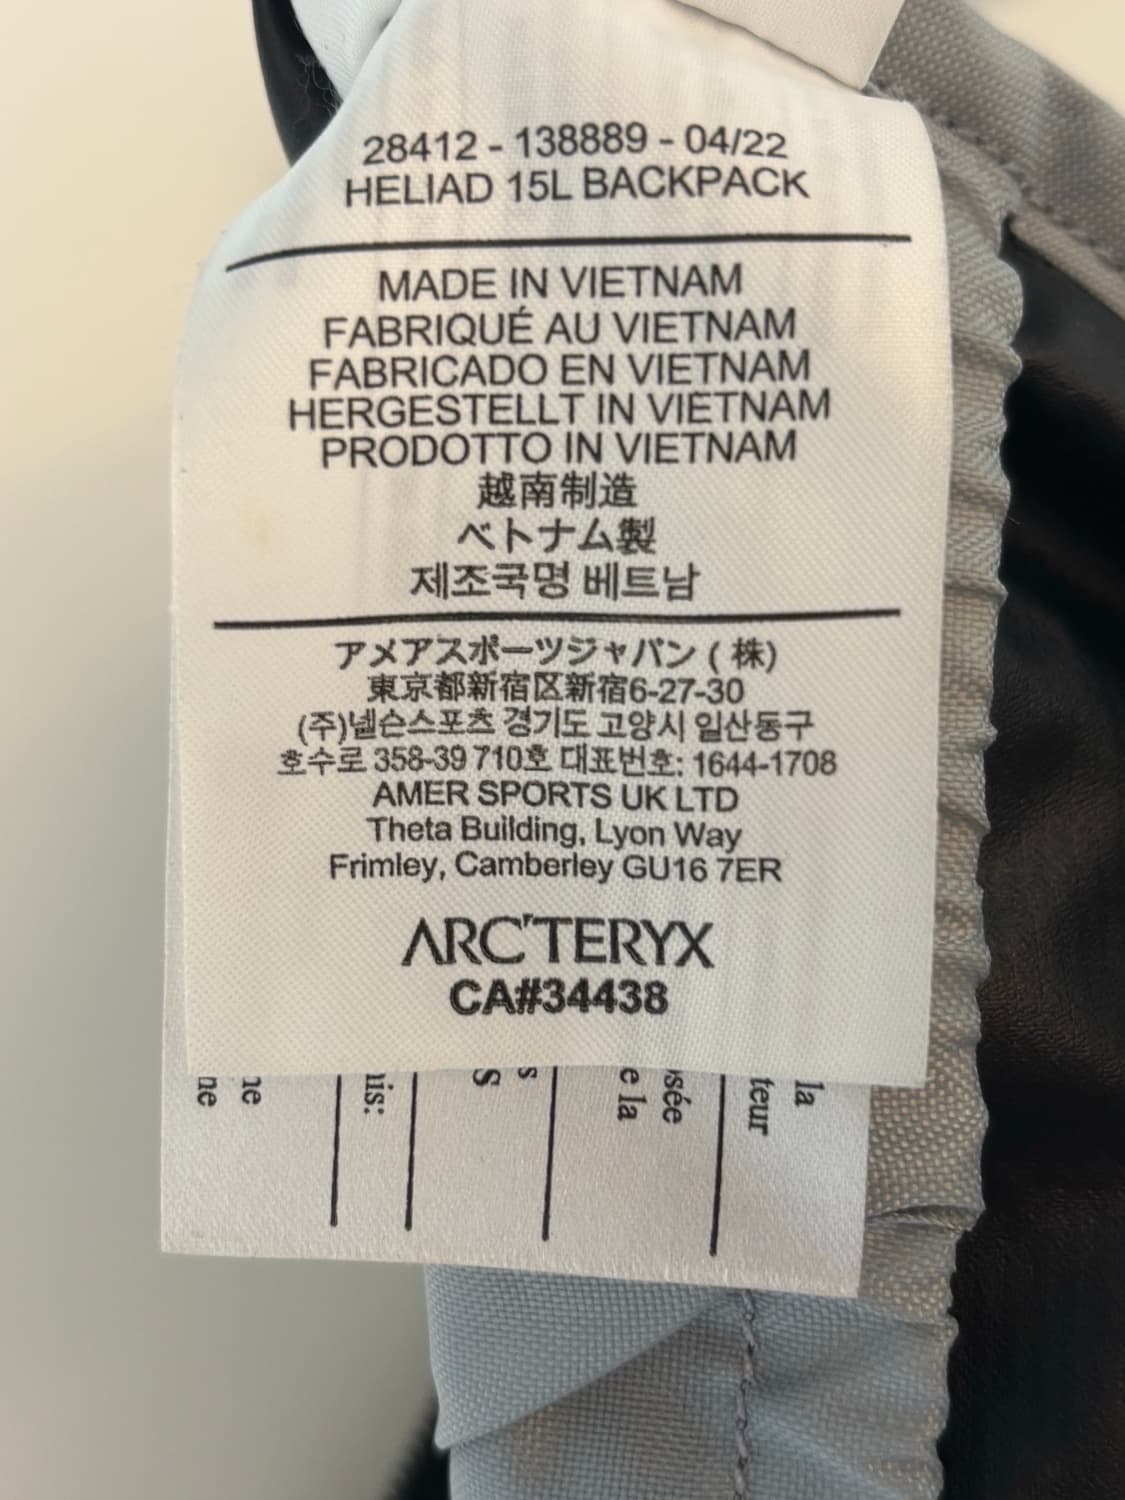 28412 - 138889 - 04/22
HELIAD 15L BACKPACK
MADE IN VIETNAM
FABRIQUÉ AU VIETNAM
FABRICADO EN VIETNAM
HERGESTELLT IN VIETNAM
PRODOTTO IN VIETNAM
越南制造
ベトナム製
제조국명 베트남
アメアスポーツジャパン ( 株)
東京都新宿区新宿6-27-30
(주)넬슨스포츠 경기도 고양시 일산동구
호수로 358-39 710호 대표번호: 1644-1708
AMER SPORTS UK LTD
Theta Building, Lyon Way
Frimley, Camberley GU16 7ER
ARC'TERYX
CA#34438
la
teur